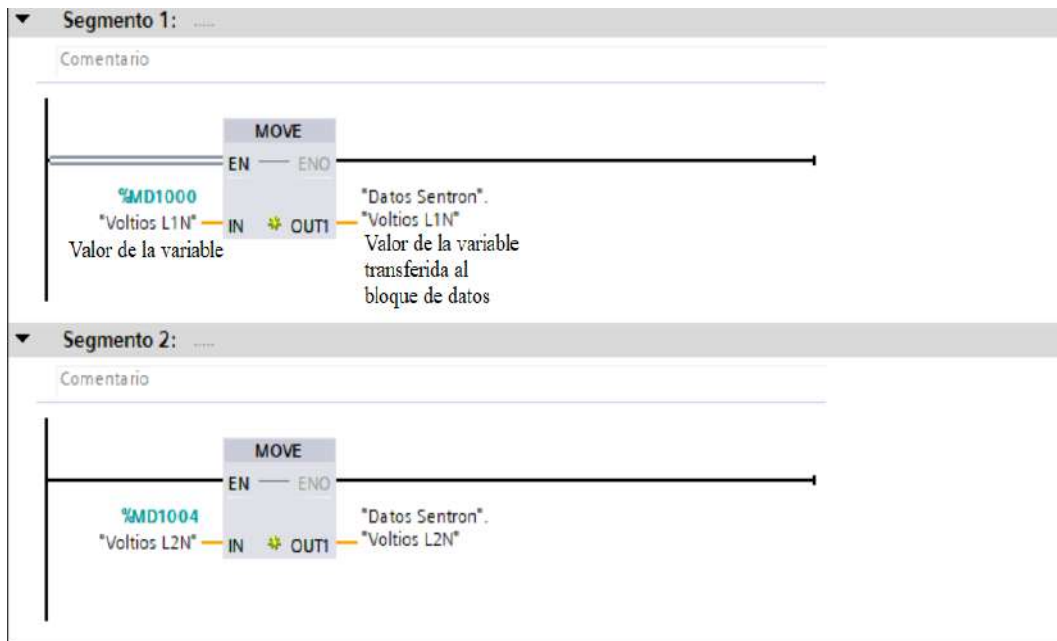 Segmento 1: .....
Comentario
MOVE
EN ENO
%MD1000
"Voltios L1N"
IN OUT1
"Datos Sentron".
"Voltios L1N"
Valor de la variable
Valor de la variable
transferida al
bloque de datos
Segmento 2: .....
Comentario
MOVE
EN ENO
%MD1004
"Voltios L2N"
IN OUT1
"Datos Sentron".
"Voltios L2N"